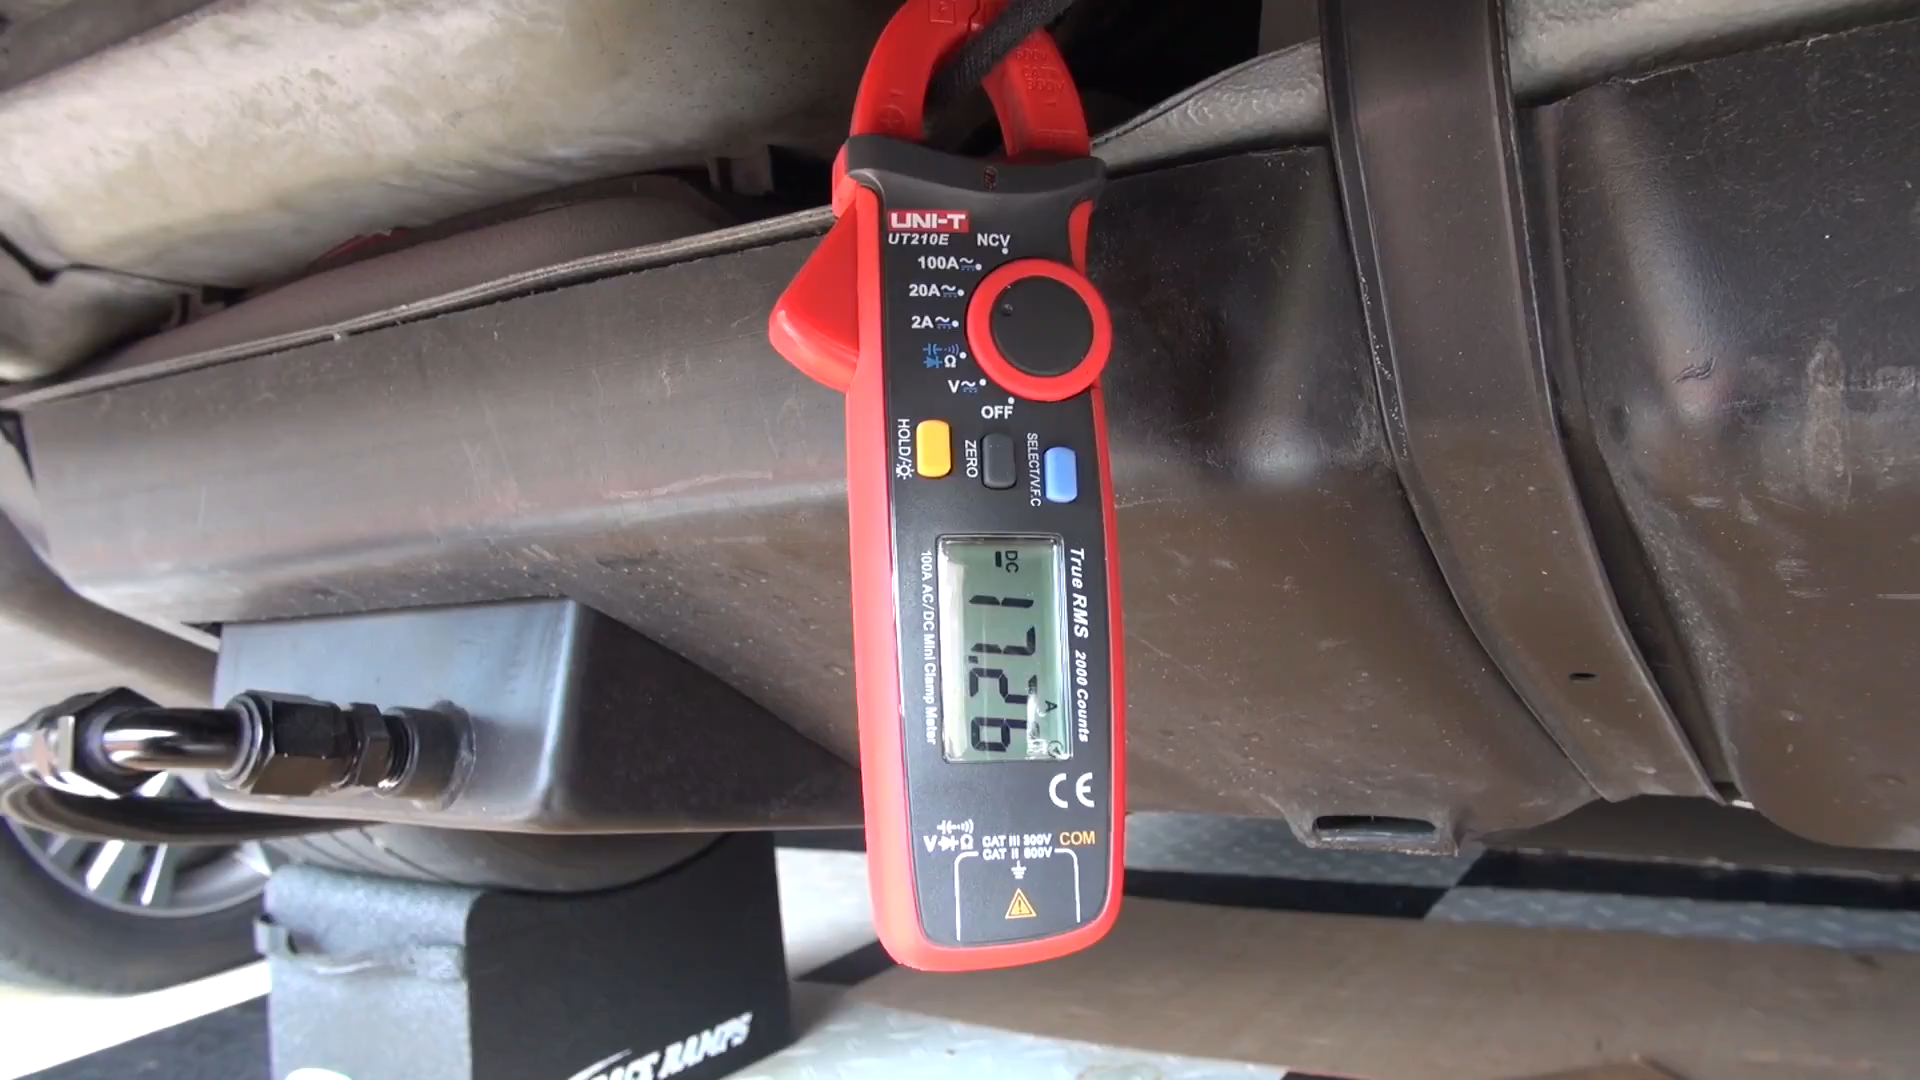 UNI-T
UT210E
NCV
100A
20A
2A
Ω
V
OFF
HOLD/
ZERO
SELECT/V.F.C
DC
-17.26
A
True RMS 2000 Counts
100A AC/DC Mini Clamp Meter
CE
V Ω
CAT III 300V
CAT II 600V
COM
RACE RAMPS